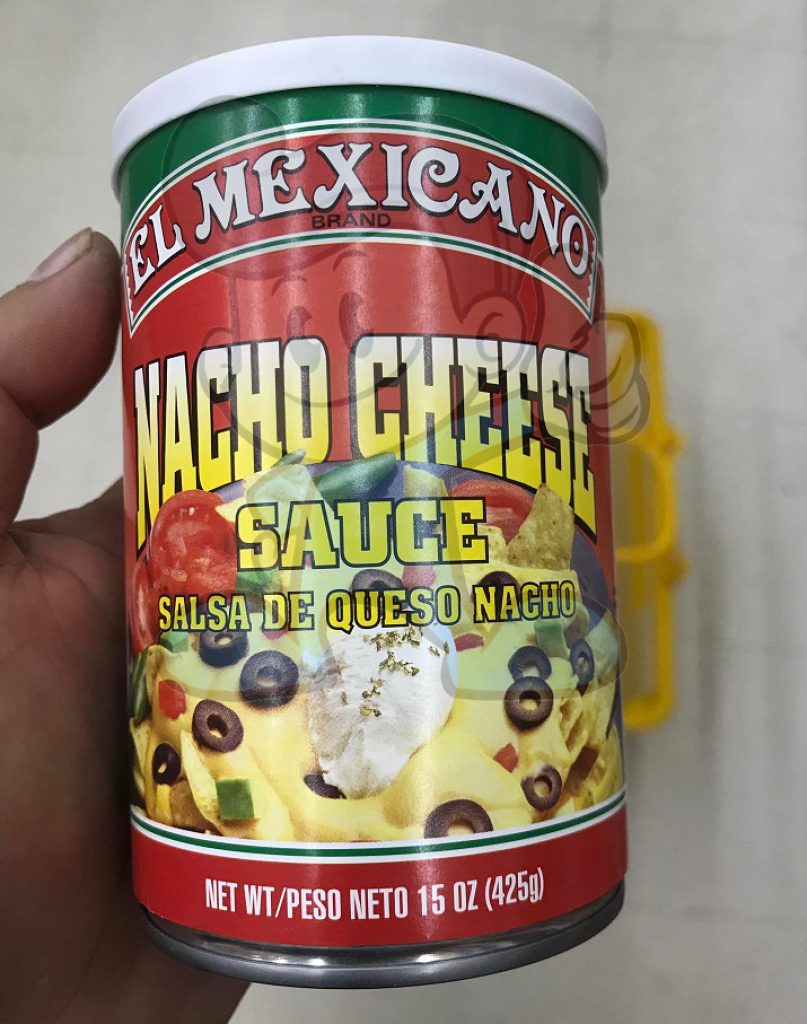 EL MEXICANO
BRAND
NACHO CHEESE
SAUCE
SALSA DE QUESO NACHO
NET WT/PESO NETO 15 OZ (425g)